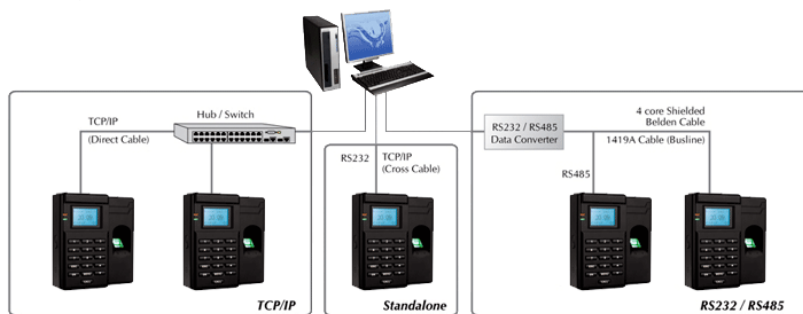 TCP/IP
(Direct Cable)
Hub / Switch
TCP/IP
RS232
TCP/IP
(Cross Cable)
Standalone
RS232 / RS485
Data Converter
4 core Shielded
Belden Cable
1419A Cable (Busline)
RS485
RS232 / RS485